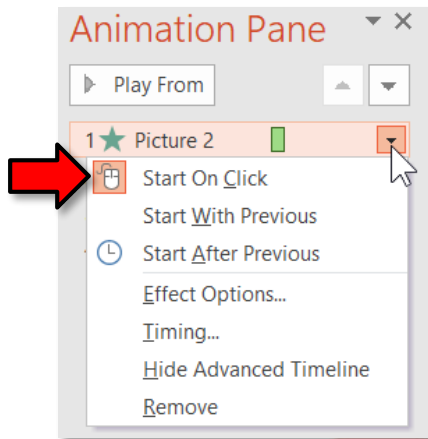 Animation Pane
Play From
1 Picture 2
Start On Click
Start With Previous
Start After Previous
Effect Options...
Timing...
Hide Advanced Timeline
Remove